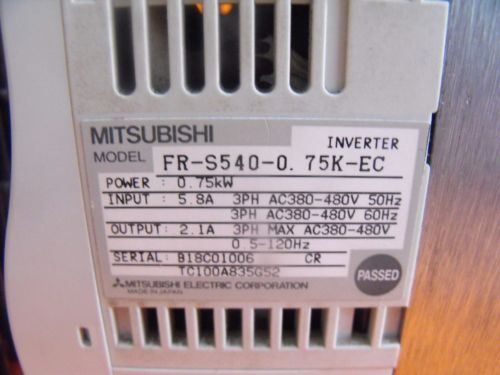 MITSUBISHI INVERTER
MODEL FR-S540-0.75K-EC
POWER : 0.75kW
INPUT : 5.8A 3PH AC380-480V 50Hz
3PH AC380-480V 60Hz
OUTPUT: 2.1A 3PH MAX AC380-480V
0.5-120Hz
SERIAL: B18C01006 CR
TC100A835G52
PASSED
MITSUBISHI ELECTRIC CORPORATION
MADE IN JAPAN